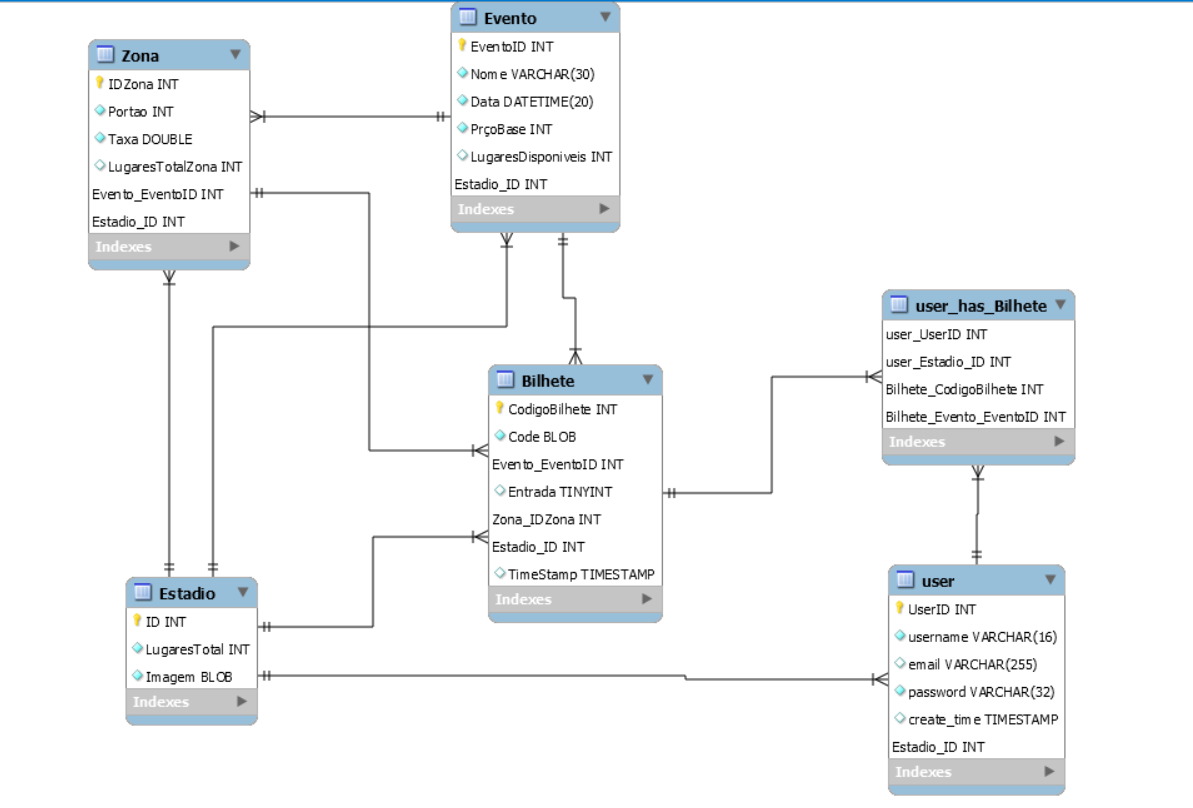 Evento
EventoID INT
Nome VARCHAR(30)
Data DATETIME(20)
PrçoBase INT
LugaresDisponiveis INT
Estadio_ID INT
Indexes
Zona
IDZona INT
Portao INT
Taxa DOUBLE
LugaresTotalZona INT
Evento_EventoID INT
Estadio_ID INT
Indexes
user_has_Bilhete
user_UserID INT
user_Estadio_ID INT
Bilhete_CodigoBilhete INT
Bilhete_Evento_EventoID INT
Indexes
Bilhete
CodigoBilhete INT
Code BLOB
Evento_EventoID INT
Entrada TINYINT
Zona_IDZona INT
Estadio_ID INT
TimeStamp TIMESTAMP
Indexes
Estadio
ID INT
LugaresTotal INT
Imagem BLOB
Indexes
user
UserID INT
username VARCHAR(16)
email VARCHAR(255)
password VARCHAR(32)
create_time TIMESTAMP
Estadio_ID INT
Indexes